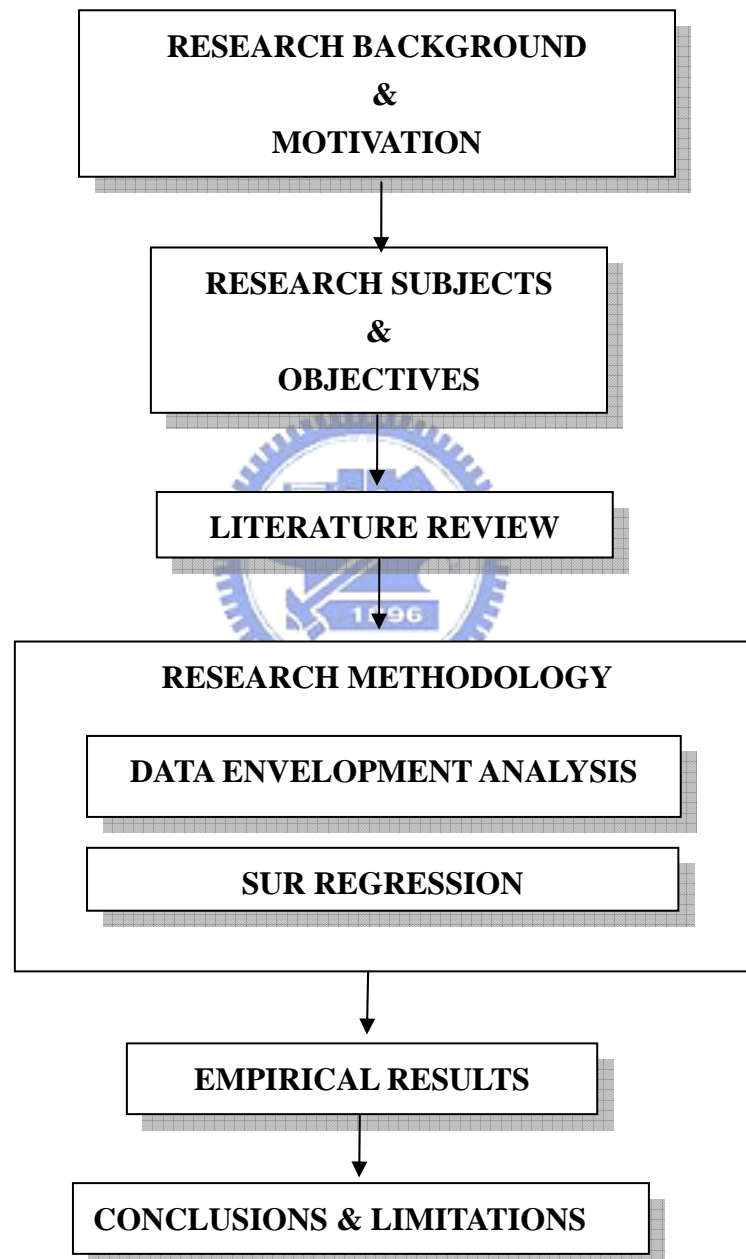 RESEARCH BACKGROUND
&
MOTIVATION
RESEARCH SUBJECTS
&
OBJECTIVES
LITERATURE REVIEW
1896
RESEARCH METHODOLOGY
DATA ENVELOPMENT ANALYSIS
SUR REGRESSION
EMPIRICAL RESULTS
CONCLUSIONS & LIMITATIONS